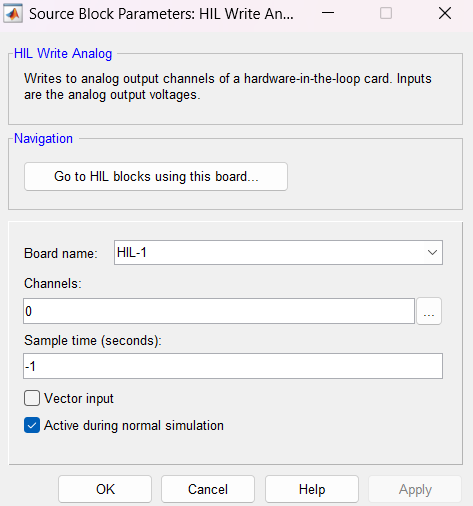 Source Block Parameters: HIL Write An...
HIL Write Analog
Writes to analog output channels of a hardware-in-the-loop card. Inputs
are the analog output voltages.
Navigation
Go to HIL blocks using this board...
Board name: HIL-1
Channels:
0 ...
Sample time (seconds):
-1
Vector input
Active during normal simulation
OK Cancel Help Apply